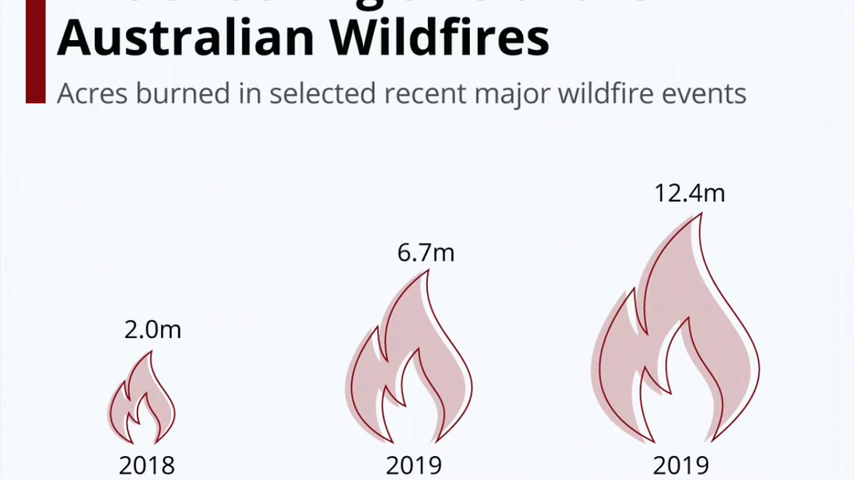 Australian Wildfires
Acres burned in selected recent major wildfire events
12.4m
6.7m
2.0m
2018 2019 2019